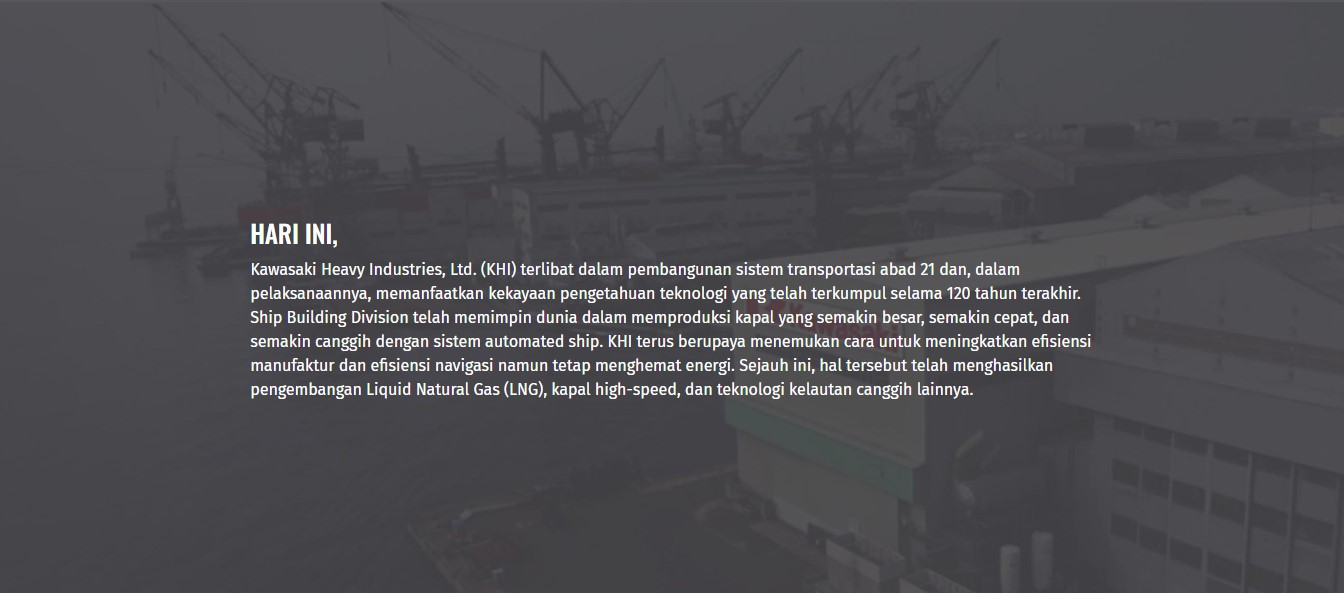 HARI INI,
Kawasaki Heavy Industries, Ltd. (KHI) terlibat dalam pembangunan sistem transportasi abad 21 dan, dalam
pelaksanaannya, memanfaatkan kekayaan pengetahuan teknologi yang telah terkumpul selama 120 tahun terakhir.
Ship Building Division telah memimpin dunia dalam memproduksi kapal yang semakin besar, semakin cepat, dan
semakin canggih dengan sistem automated ship. KHI terus berupaya menemukan cara untuk meningkatkan efisiensi
manufaktur dan efisiensi navigasi namun tetap menghemat energi. Sejauh ini, hal tersebut telah menghasilkan
pengembangan Liquid Natural Gas (LNG), kapal high-speed, dan teknologi kelautan canggih lainnya.
Kawasaki